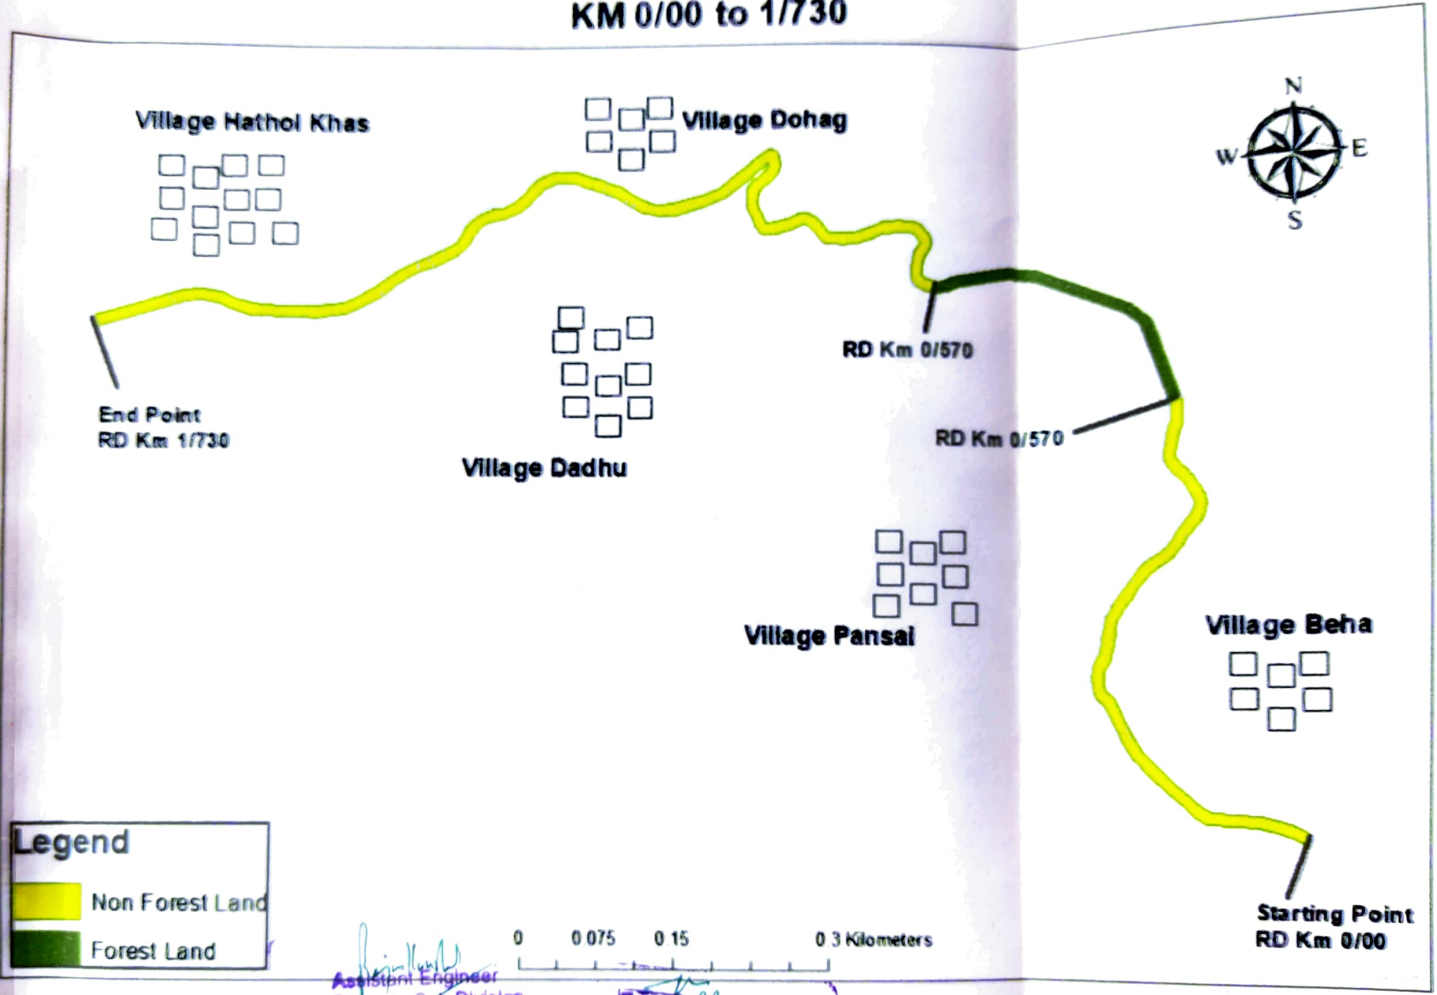 KM 0/00 to 1/730
Village Hathol Khas
Village Dohag
N
W
E
S
RD Km 0/570
End Point
RD Km 1/730
RD Km 0/570
Village Dadhu
Village Pansai
Village Beha
Legend
Non Forest Land
Forest Land
Starting Point
RD Km 0/00
0 0.075 0.15 0.3 Kilometers
Assistant Engineer